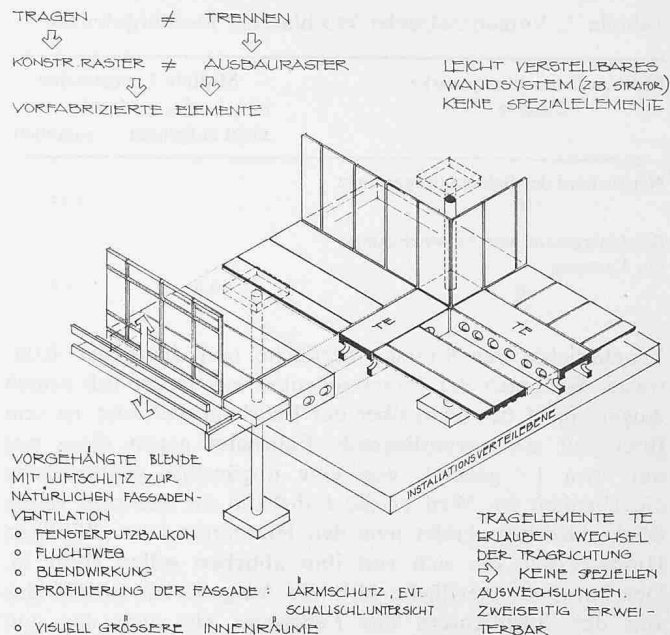 TRAGEN ≠ TRENNEN
KONSTR. RASTER ≠ AUSBAURASTER
VORFABRIZIERTE ELEMENTE
LEICHT VERSTELLBARES
WANDSYSTEM (Z.B. STRAFOR)
KEINE SPEZIALELEMENTE
TE
TE
INSTALLATIONSVERTEILEBENE
VORGEHÄNGTE BLENDE
MIT LUFTSCHLITZ ZUR
NATÜRLICHEN FASSADEN-
VENTILATION
o FENSTERPUTZBALKON
o FLUCHTWEG
o BLENDWIRKUNG
o PROFILIERUNG DER FASSADE: LÄRMSCHÜTZ, EVT.
SCHALLSCHL. UNTERSICHT
o VISUELL GRÖSSERE INNENRÄUME
TRAGELEMENTE TE
ERLAUBEN WECHSEL
DER TRAGRICHTUNG
⇨ KEINE SPEZIELLEN
AUSWECHSLUNGEN,
ZWEISEITIG ERWEI-
TERBAR